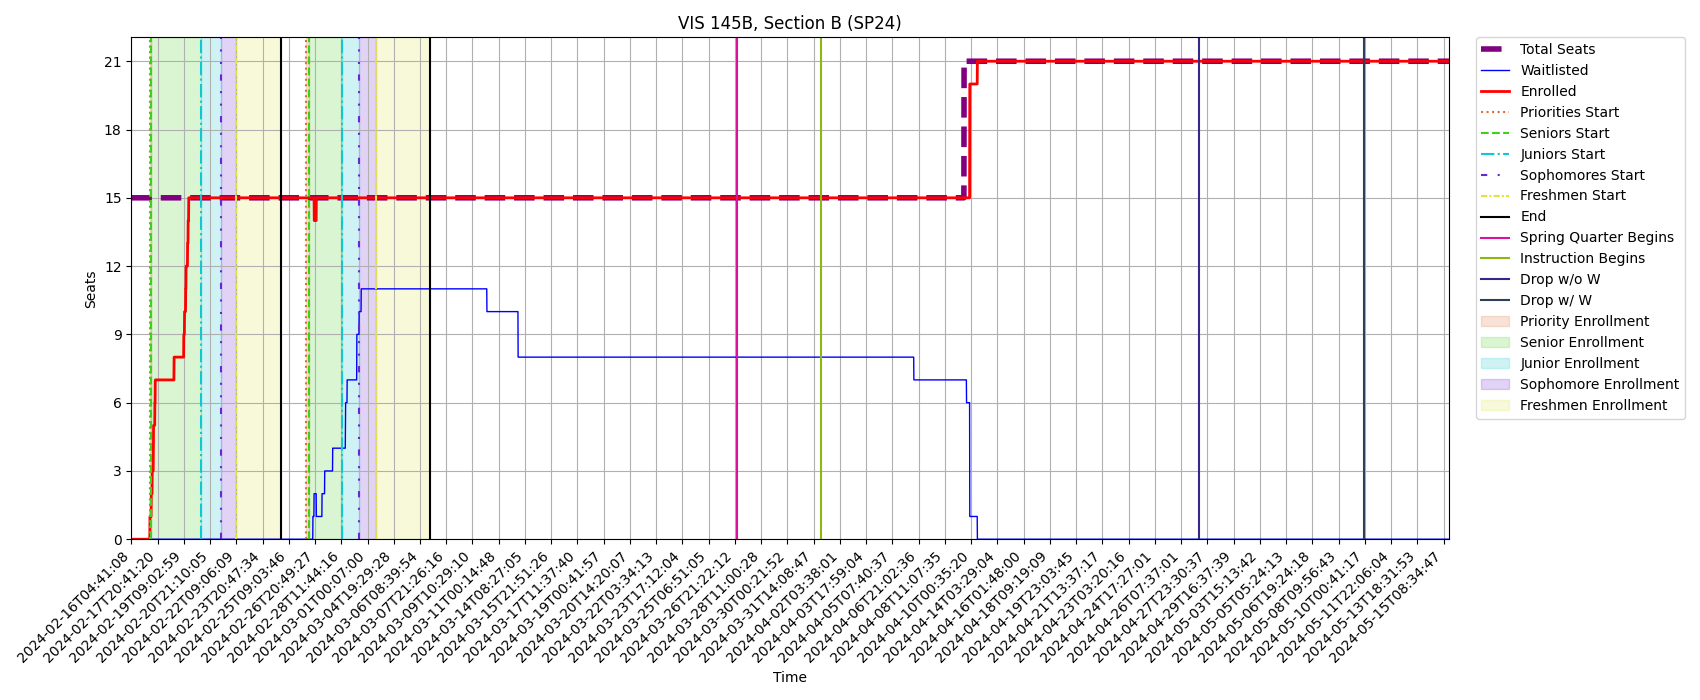 VIS 145B, Section B (SP24)
Seats
21
18
15
12
9
6
3
0
2024-02-16T04:41:08
2024-02-17T20:41:20
2024-02-19T09:02:59
2024-02-20T21:10:05
2024-02-22T09:06:09
2024-02-23T20:47:34
2024-02-25T09:03:46
2024-02-26T20:49:27
2024-02-28T11:44:16
2024-03-01T00:07:00
2024-03-04T19:29:28
2024-03-06T08:39:54
2024-03-07T21:26:16
2024-03-09T10:29:10
2024-03-11T00:14:48
2024-03-14T08:27:05
2024-03-15T21:51:26
2024-03-17T11:37:40
2024-03-19T00:41:57
2024-03-20T14:20:07
2024-03-22T03:34:13
2024-03-23T17:12:04
2024-03-25T06:51:05
2024-03-26T21:22:12
2024-03-28T11:00:28
2024-03-30T00:21:52
2024-03-31T14:08:47
2024-04-02T03:38:01
2024-04-03T17:59:04
2024-04-05T07:40:37
2024-04-06T21:02:36
2024-04-08T11:07:35
2024-04-10T00:35:20
2024-04-14T03:29:04
2024-04-16T01:48:00
2024-04-18T09:19:09
2024-04-19T23:03:45
2024-04-21T13:37:17
2024-04-23T03:20:16
2024-04-24T17:27:01
2024-04-26T07:37:01
2024-04-27T23:30:37
2024-04-29T16:37:39
2024-05-03T15:13:42
2024-05-05T05:24:13
2024-05-06T19:24:18
2024-05-08T09:56:43
2024-05-10T00:41:17
2024-05-11T22:06:04
2024-05-13T18:31:53
2024-05-15T08:34:47
Time
Total Seats
Waitlisted
Enrolled
Priorities Start
Seniors Start
Juniors Start
Sophomores Start
Freshmen Start
End
Spring Quarter Begins
Instruction Begins
Drop w/o W
Drop w/ W
Priority Enrollment
Senior Enrollment
Junior Enrollment
Sophomore Enrollment
Freshmen Enrollment